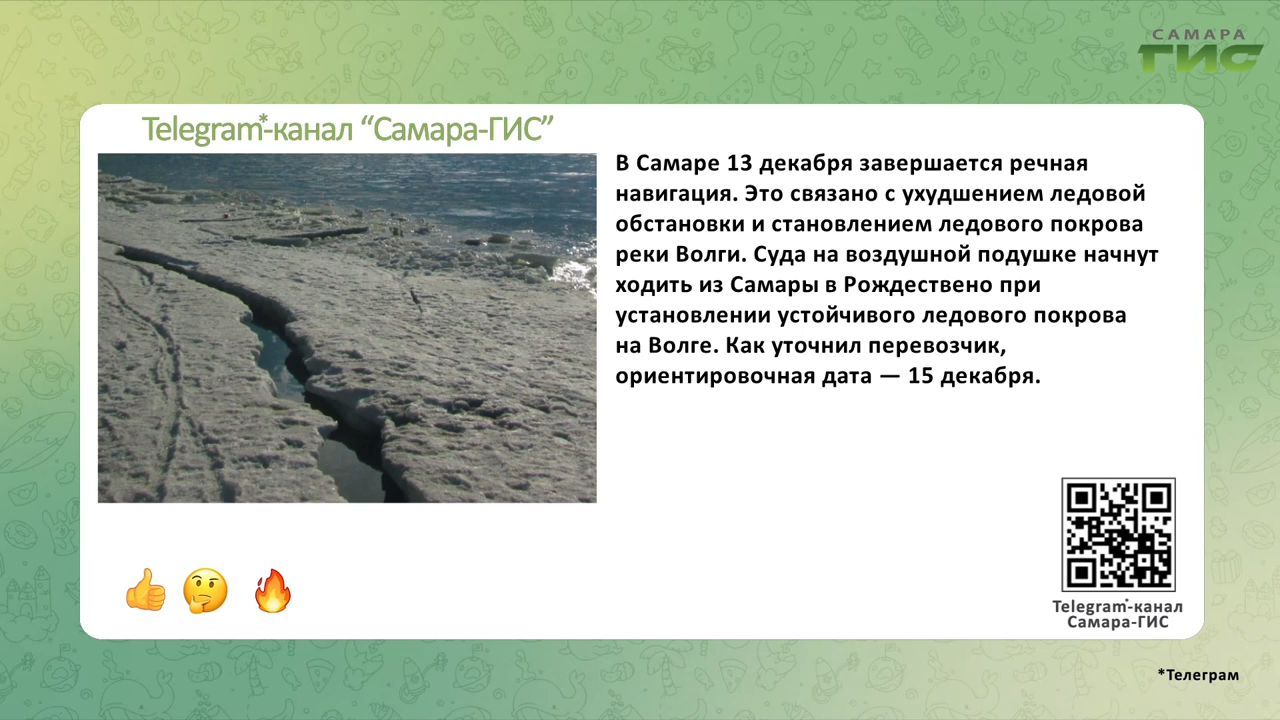 САМАРА
ГИС
Telegram*-канал “Самара-ГИС”
В Самаре 13 декабря завершается речная
навигация. Это связано с ухудшением ледовой
обстановки и становлением ледового покрова
реки Волги. Суда на воздушной подушке начнут
ходить из Самары в Рождествено при
установлении устойчивого ледового покрова
на Волге. Как уточнил перевозчик,
ориентировочная дата — 15 декабря.
Telegram*-канал
Самара-ГИС
*Телеграм